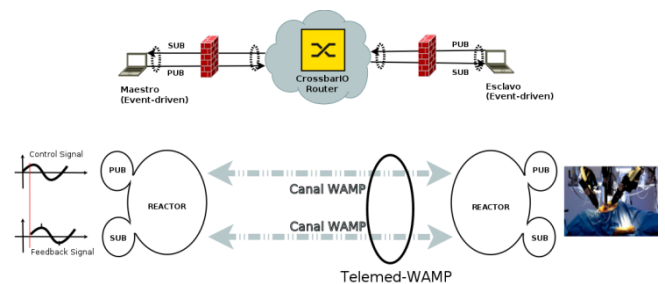 SUB
PUB
CrossbarIO
Router
PUB
SUB
Maestro
(Event-driven)
Esclavo
(Event-driven)
Control Signal
PUB
REACTOR
SUB
Feedback Signal
Canal WAMP
Canal WAMP
REACTOR
PUB
SUB
Telemed-WAMP